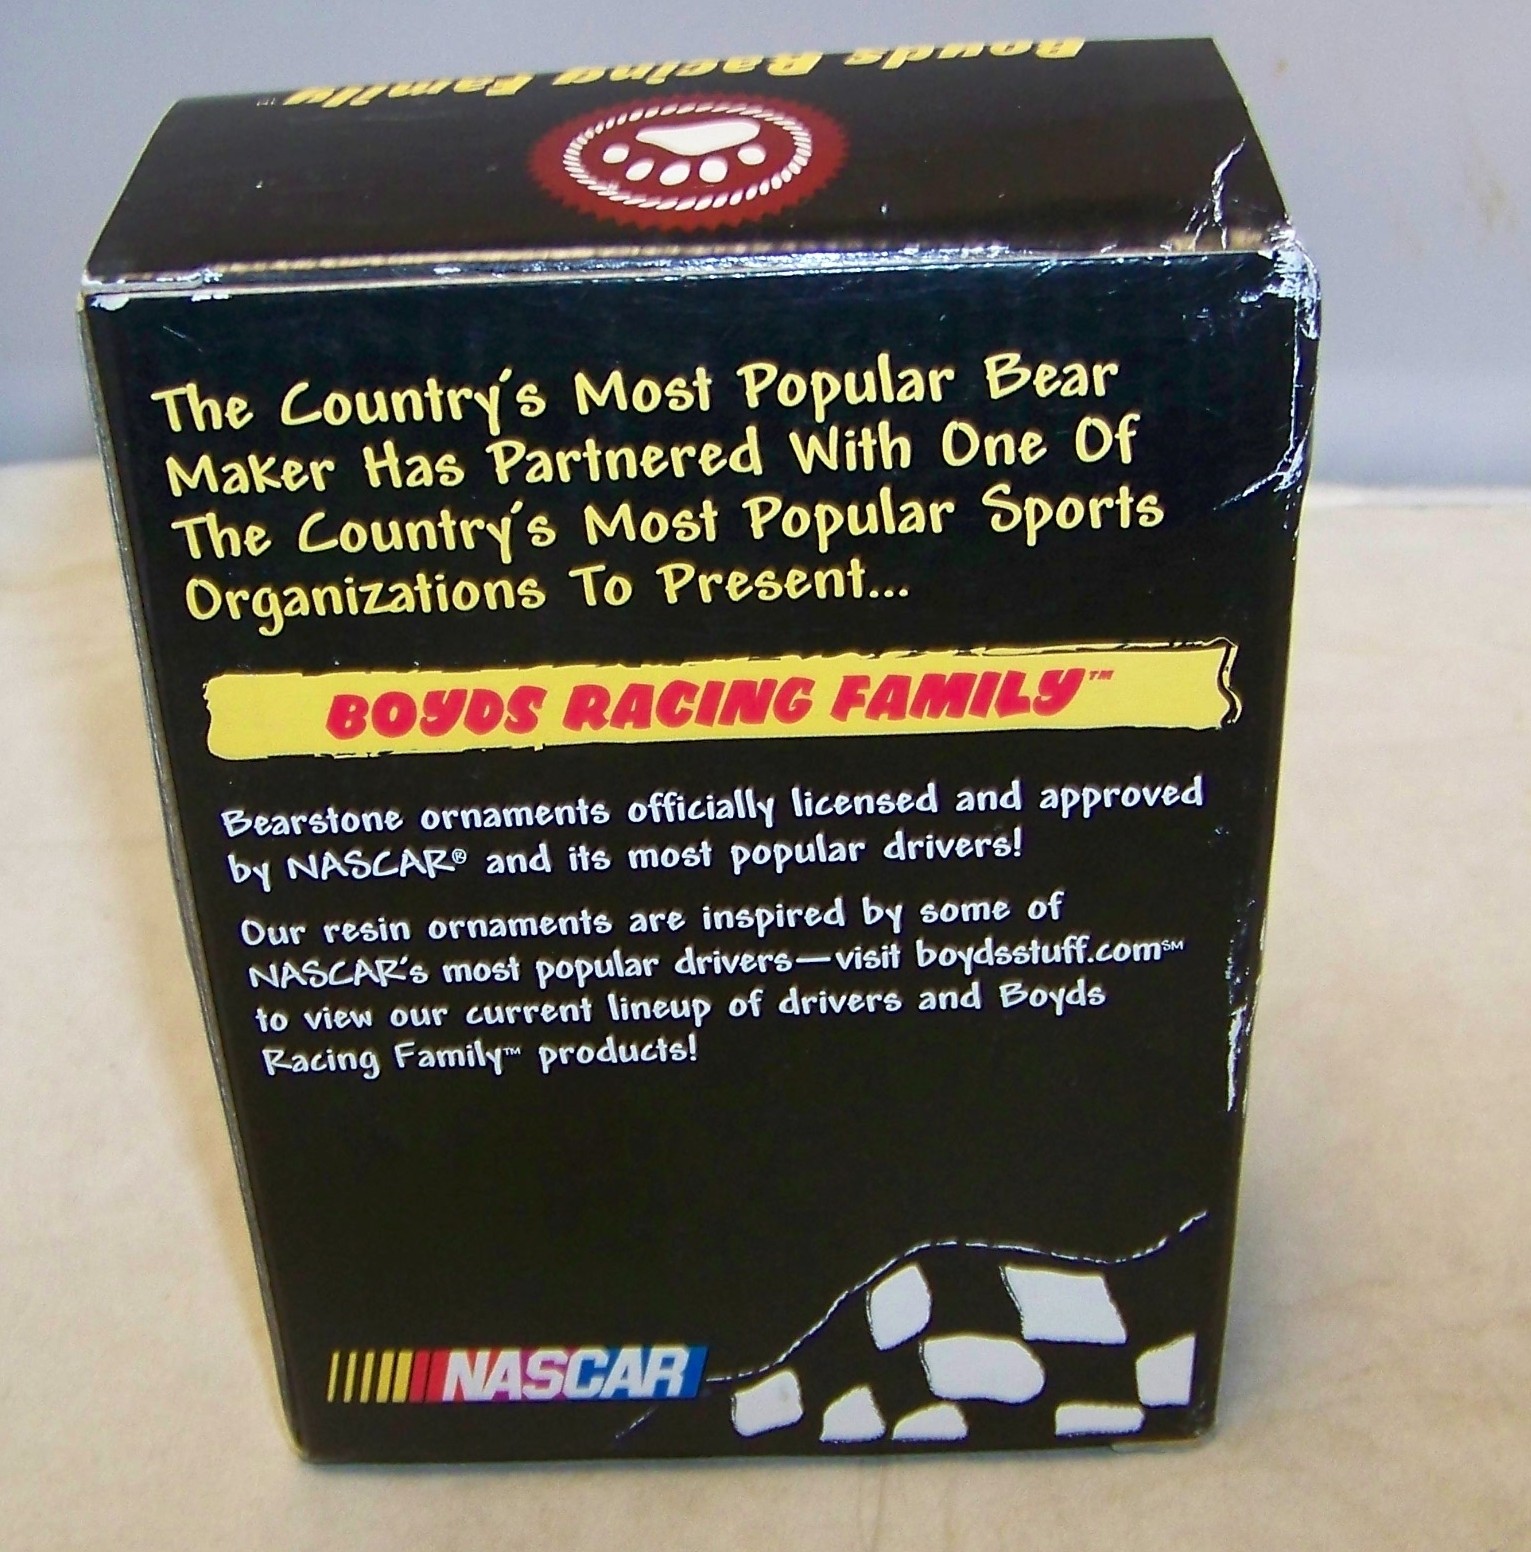 Boyds Racing Family™
The Country's Most Popular Bear
Maker Has Partnered With One Of
The Country's Most Popular Sports
Organizations To Present...
BOYDS RACING FAMILY™
Bearstone ornaments officially licensed and approved
by NASCAR® and its most popular drivers!
Our resin ornaments are inspired by some of
NASCAR's most popular drivers—visit boydsstuff.com℠
to view our current lineup of drivers and Boyds
Racing Family™ products!
NASCAR